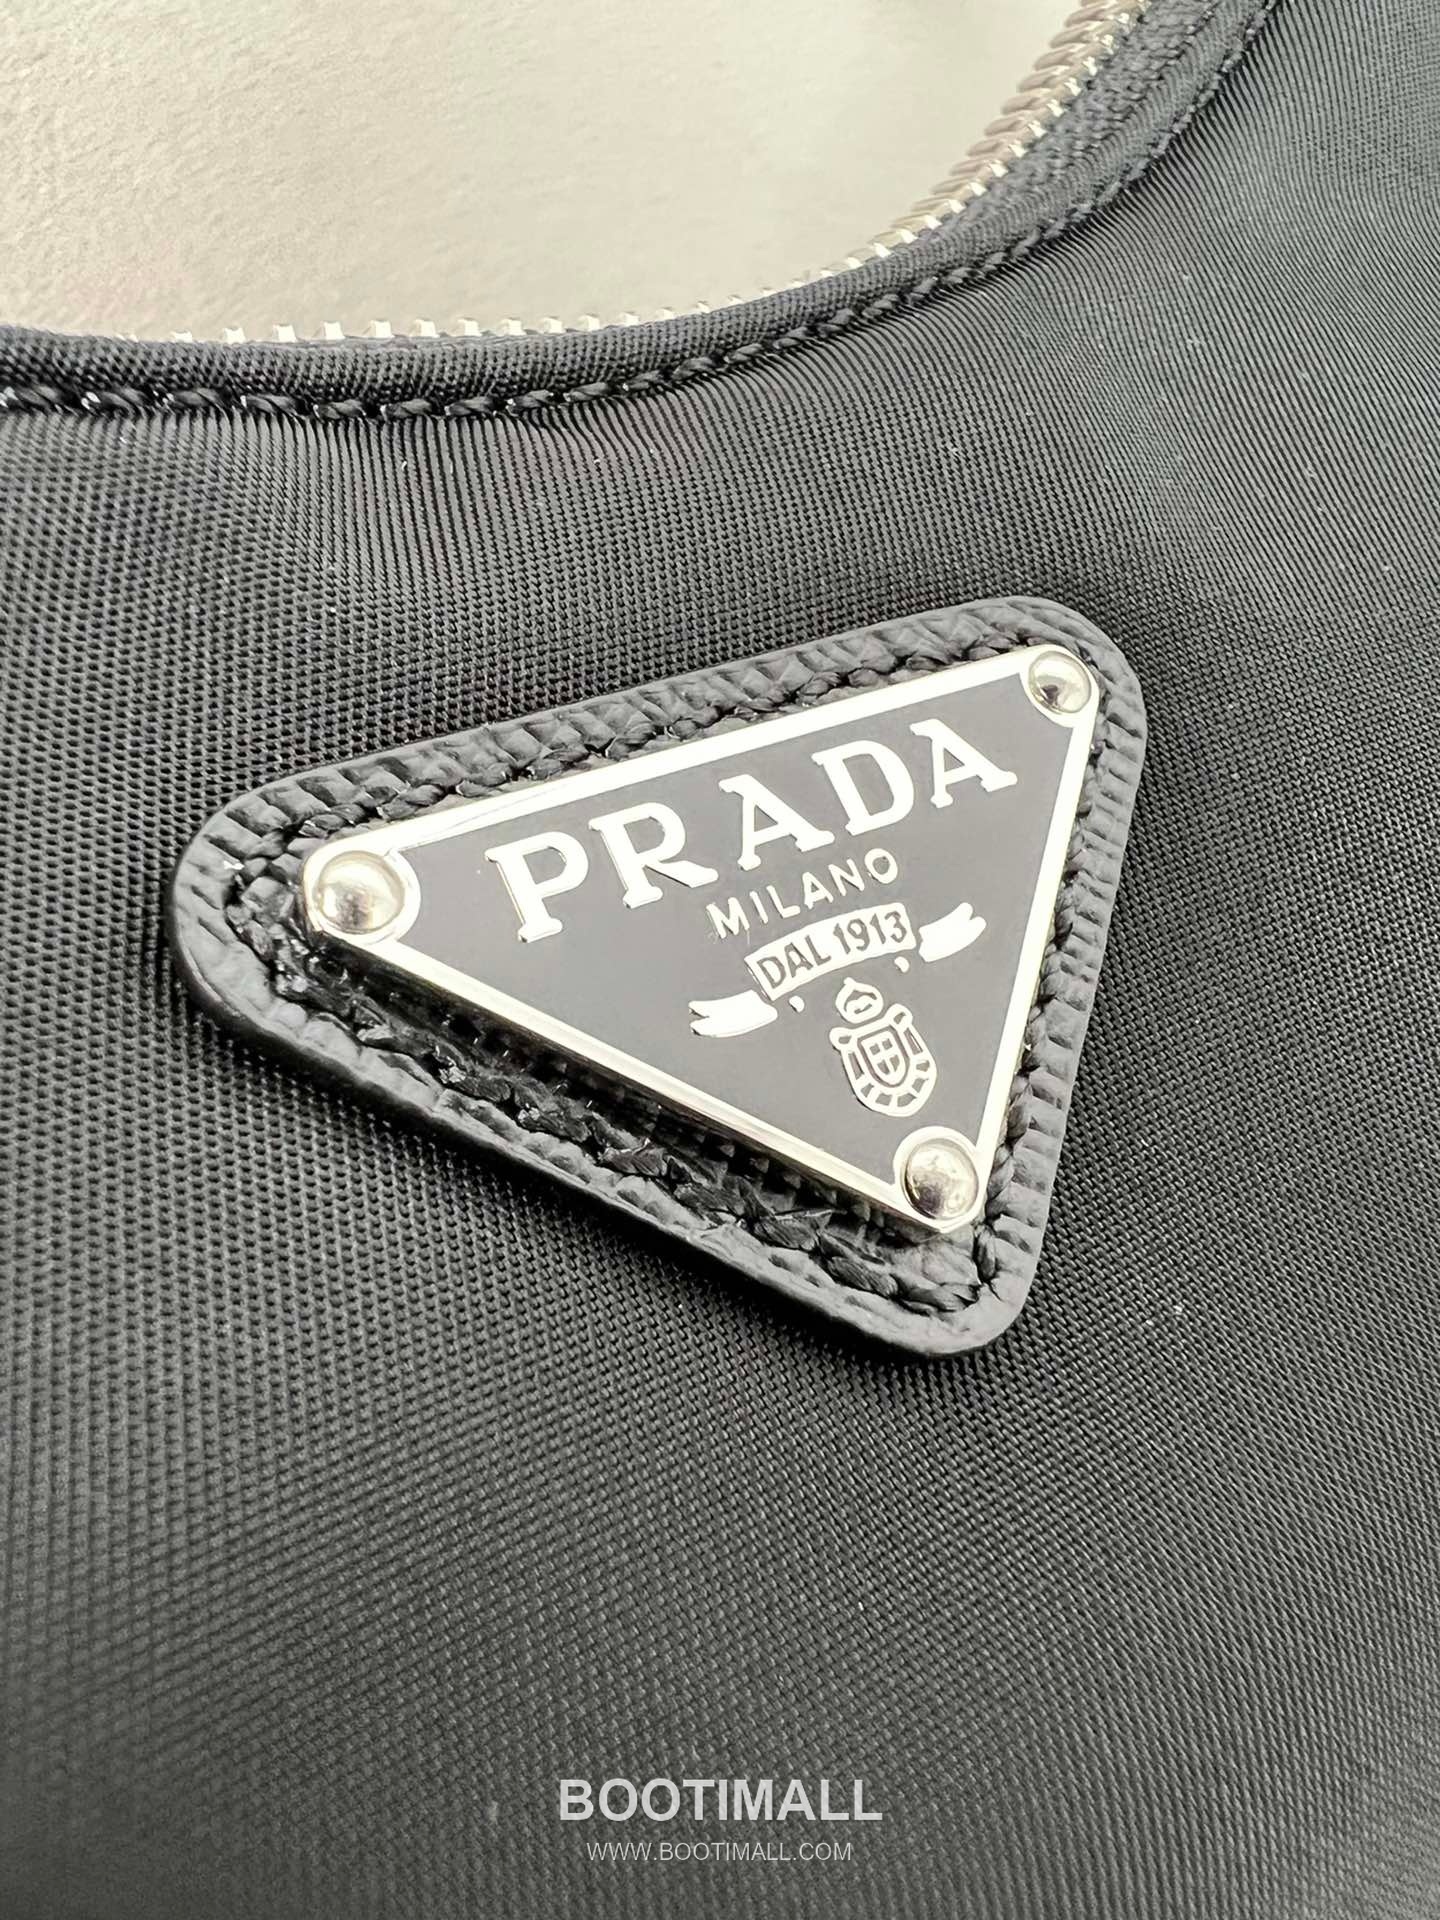 PRADA
MILANO
DAL 1913
BOOTIMALL
WWW.BOOTIMALL.COM